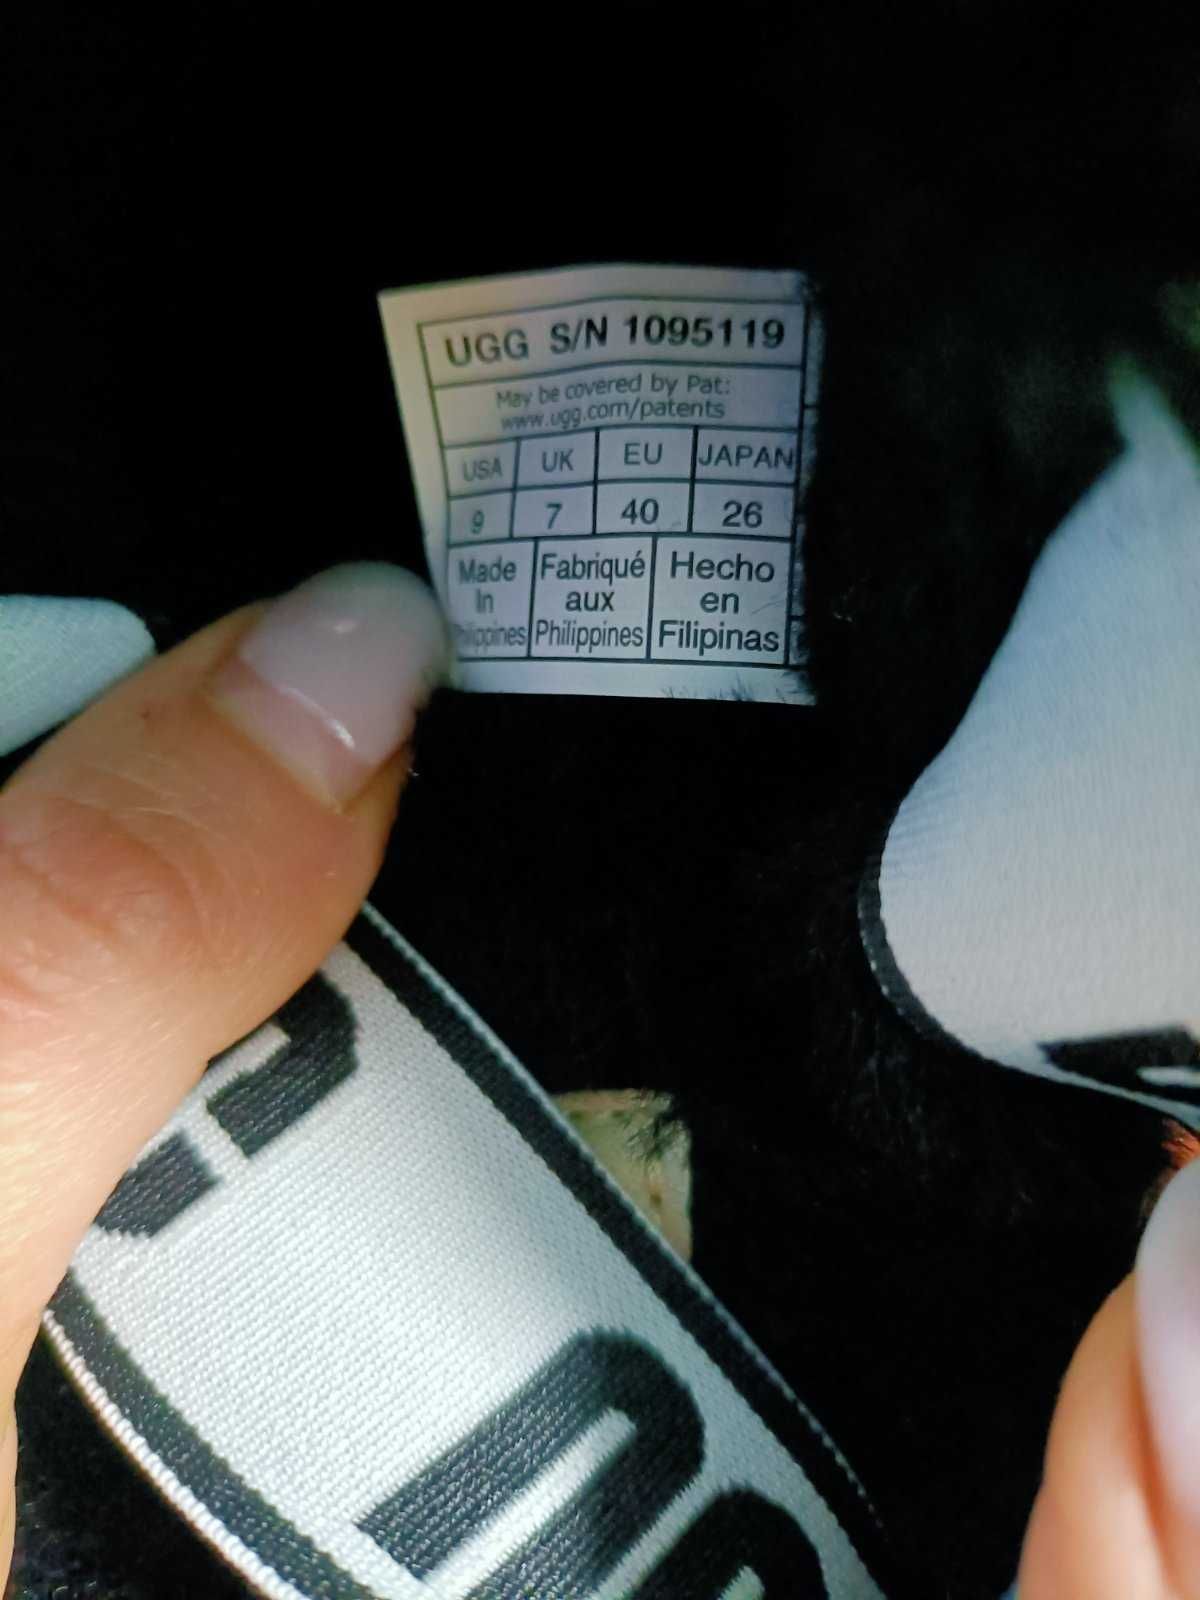 UGG S/N 1095119
May be covered by Pat:
www.ugg.com/patents
USA UK EU JAPAN
9 7 40 26
Made Fabriqué Hecho
In aux en
Philippines Philippines Filipinas